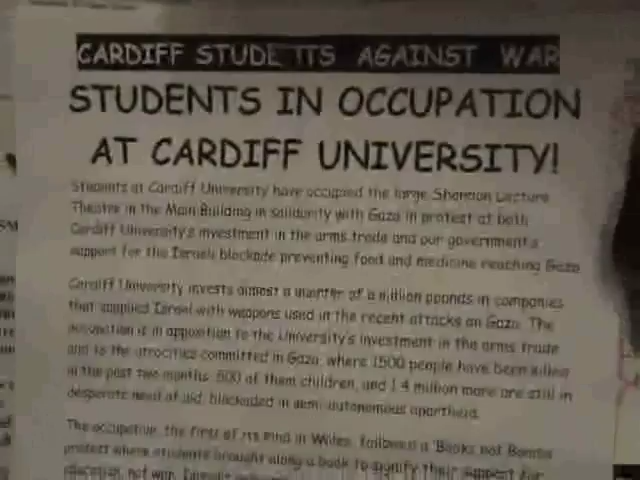 CARDIFF STUDENTS AGAINST WAR
STUDENTS IN OCCUPATION
AT CARDIFF UNIVERSITY!
Students at Cardiff University have occupied the large Shandon Lecture
Theatre in the Main Building in solidarity with Gaza in protest at both
Cardiff University's investment in the arms trade and our government's
support for the Israeli blockade preventing food and medicine reaching Gaza
Cardiff University invests almost a quarter of a million pounds in companies
that supplied Israel with weapons used in the recent attacks on Gaza. The
occupation is in opposition to the University's investment in the arms trade
and to the atrocities committed in Gaza, where 1500 people have been killed
in the past two months, 500 of them children, and 1.4 million more are still in
desperate need of aid, blockaded in semi-autonomous apartheid.
The occupation, the first of its kind in Wales, followed a 'Books not Bombs'
protest where students brought along a book to signify their support for
education, not war.